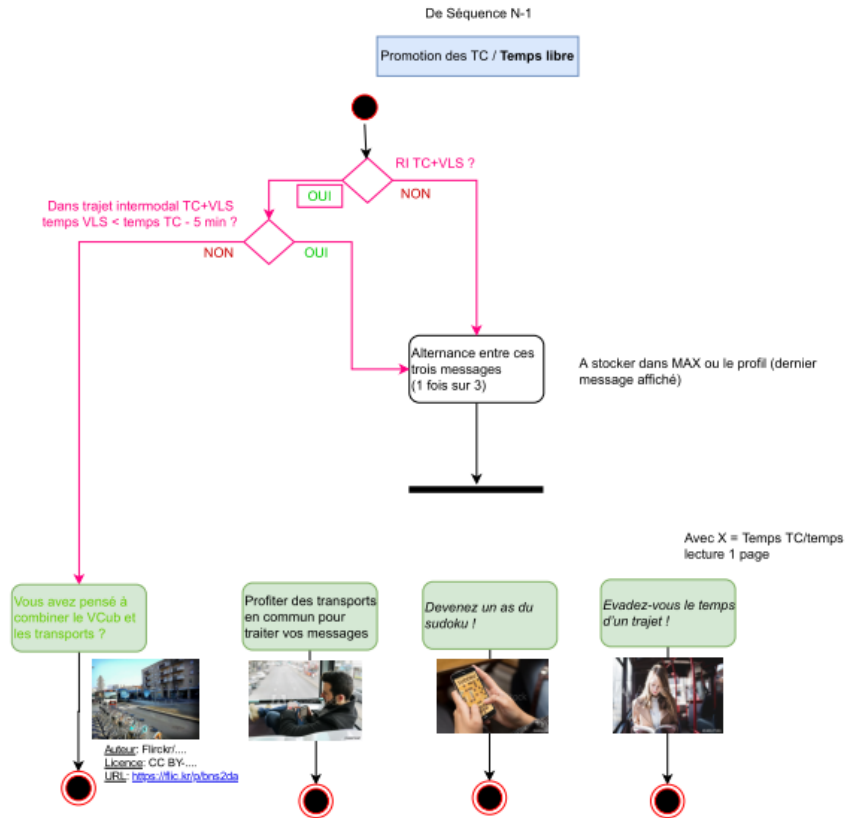 De Séquence N-1
Promotion des TC / Temps libre
RI TC+VLS ?
OUI
NON
Dans trajet intermodal TC+VLS
temps VLS < temps TC - 5 min ?
NON
OUI
Alternance entre ces
trois messages
(1 fois sur 3)
A stocker dans MAX ou le profil (dernier
message affiché)
Avec X = Temps TC/temps
lecture 1 page
Vous avez pensé à
combiner le VCub et
les transports ?
Profiter des transports
en commun pour
traiter vos messages
Devenez un as du
sudoku !
Evadez-vous le temps
d'un trajet !
Auteur: Flirckr/....
Licence: CC BY-....
URL: https://flic.kr/p/bns2da